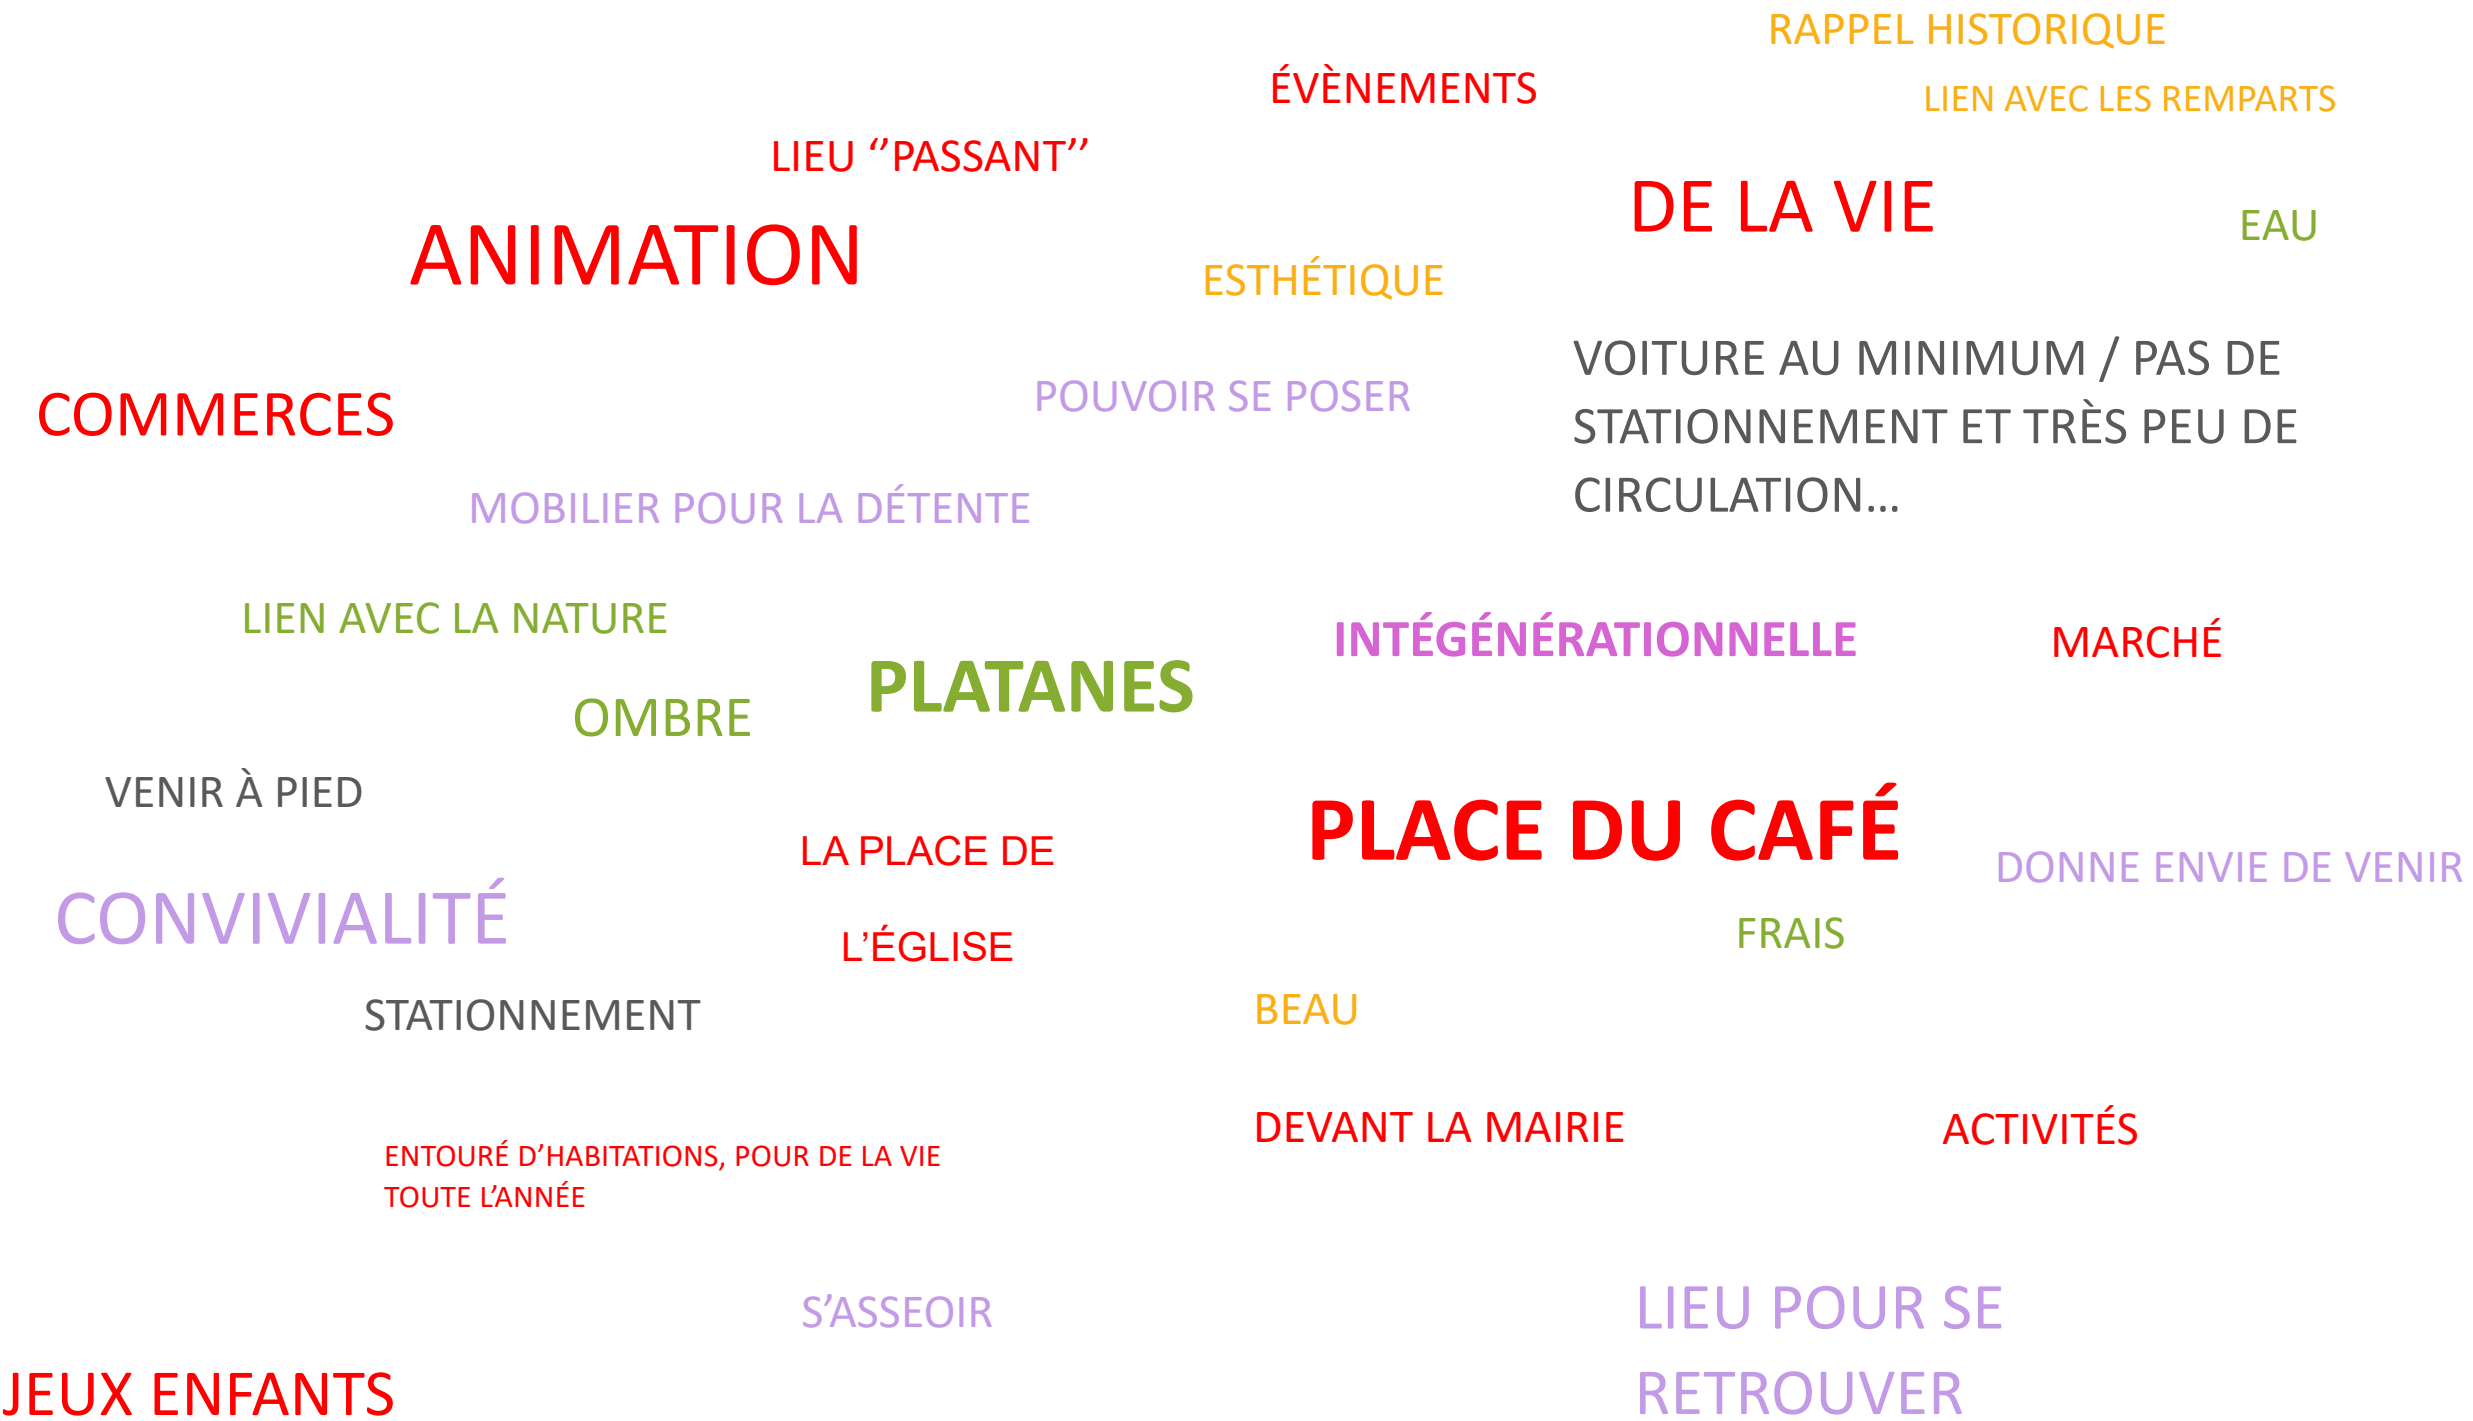 RAPPEL HISTORIQUE
ÉVÈNEMENTS
LIEN AVEC LES REMPARTS
LIEU ‘’PASSANT’’
DE LA VIE
EAU
ANIMATION
ESTHÉTIQUE
VOITURE AU MINIMUM / PAS DE
STATIONNEMENT ET TRÈS PEU DE
CIRCULATION…
POUVOIR SE POSER
COMMERCES
MOBILIER POUR LA DÉTENTE
LIEN AVEC LA NATURE
INTÉGÉNÉRATIONNELLE
MARCHÉ
PLATANES
OMBRE
VENIR À PIED
PLACE DU CAFÉ
LA PLACE DE
L’ÉGLISE
DONNE ENVIE DE VENIR
CONVIVIALITÉ
FRAIS
STATIONNEMENT
BEAU
DEVANT LA MAIRIE
ACTIVITÉS
ENTOURÉ D’HABITATIONS, POUR DE LA VIE
TOUTE L’ANNÉE
S’ASSEOIR
LIEU POUR SE
RETROUVER
JEUX ENFANTS